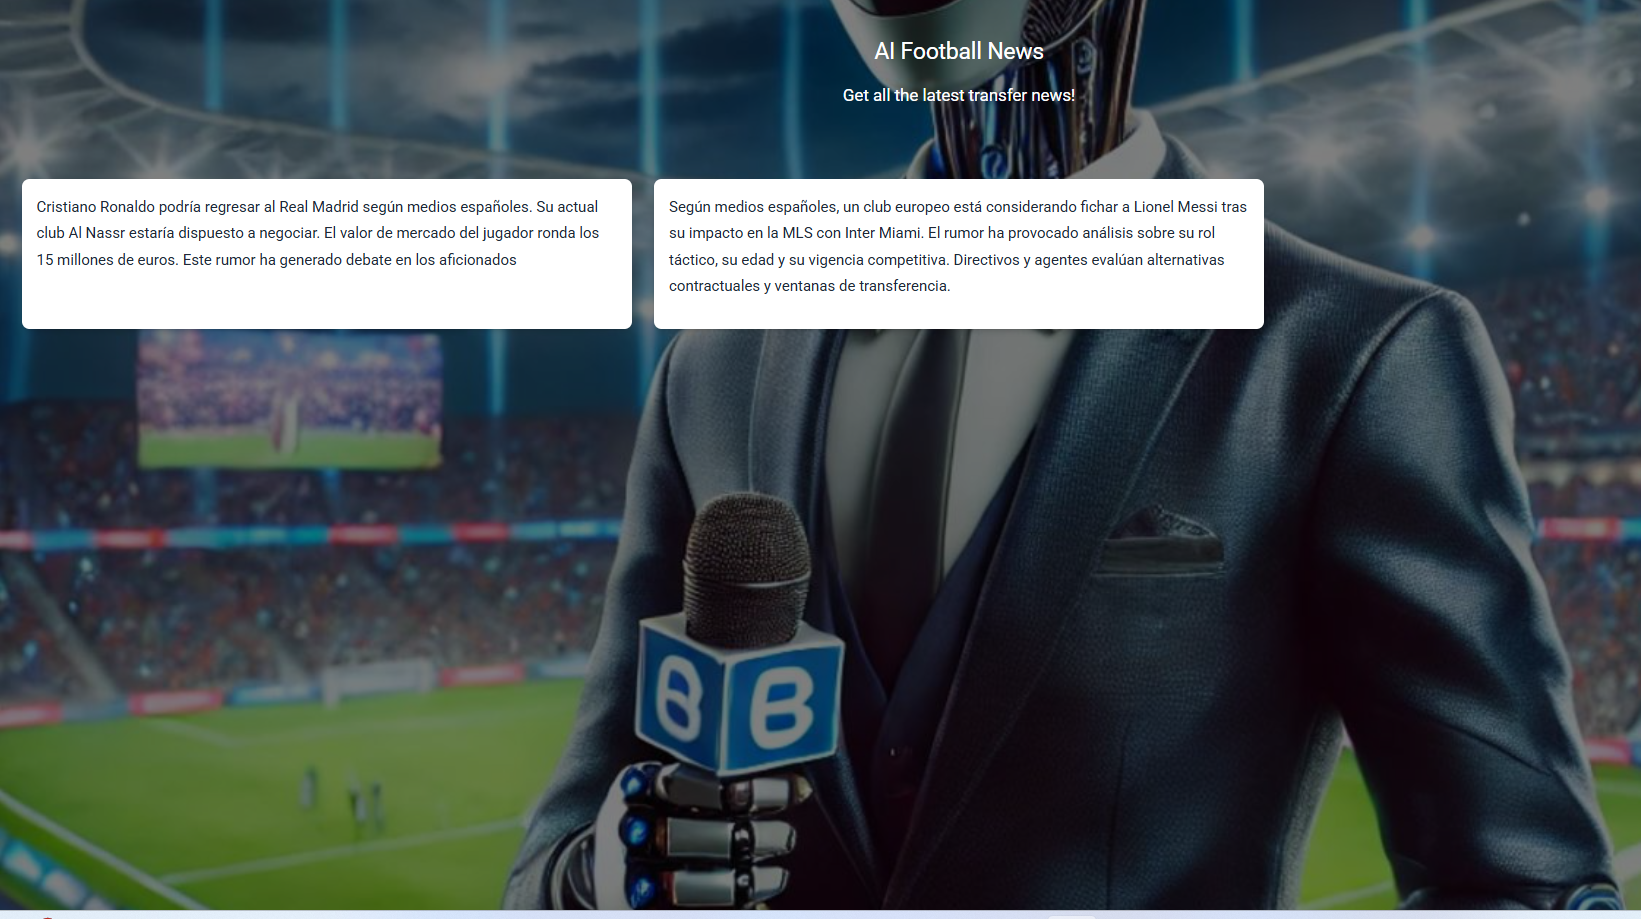 AI Football News
Get all the latest transfer news!
Cristiano Ronaldo podría regresar al Real Madrid según medios españoles. Su actual
club Al Nassr estaría dispuesto a negociar. El valor de mercado del jugador ronda los
15 millones de euros. Este rumor ha generado debate en los aficionados
Según medios españoles, un club europeo está considerando fichar a Lionel Messi tras
su impacto en la MLS con Inter Miami. El rumor ha provocado análisis sobre su rol
táctico, su edad y su vigencia competitiva. Directivos y agentes evalúan alternativas
contractuales y ventanas de transferencia.
B B